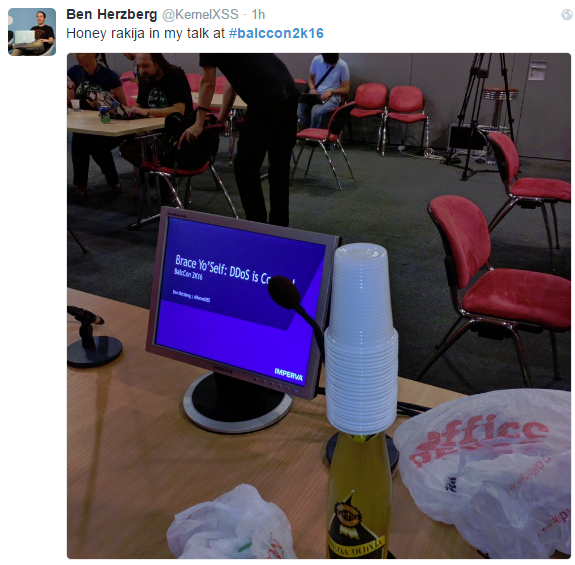 Ben Herzberg @KernelXSS · 1h
Honey rakija in my talk at #balccon2k16
Brace Yo'Self: DDoS is
BalcCon 2016
Ben Herzberg | @KernelXSS
IMPERVA
office